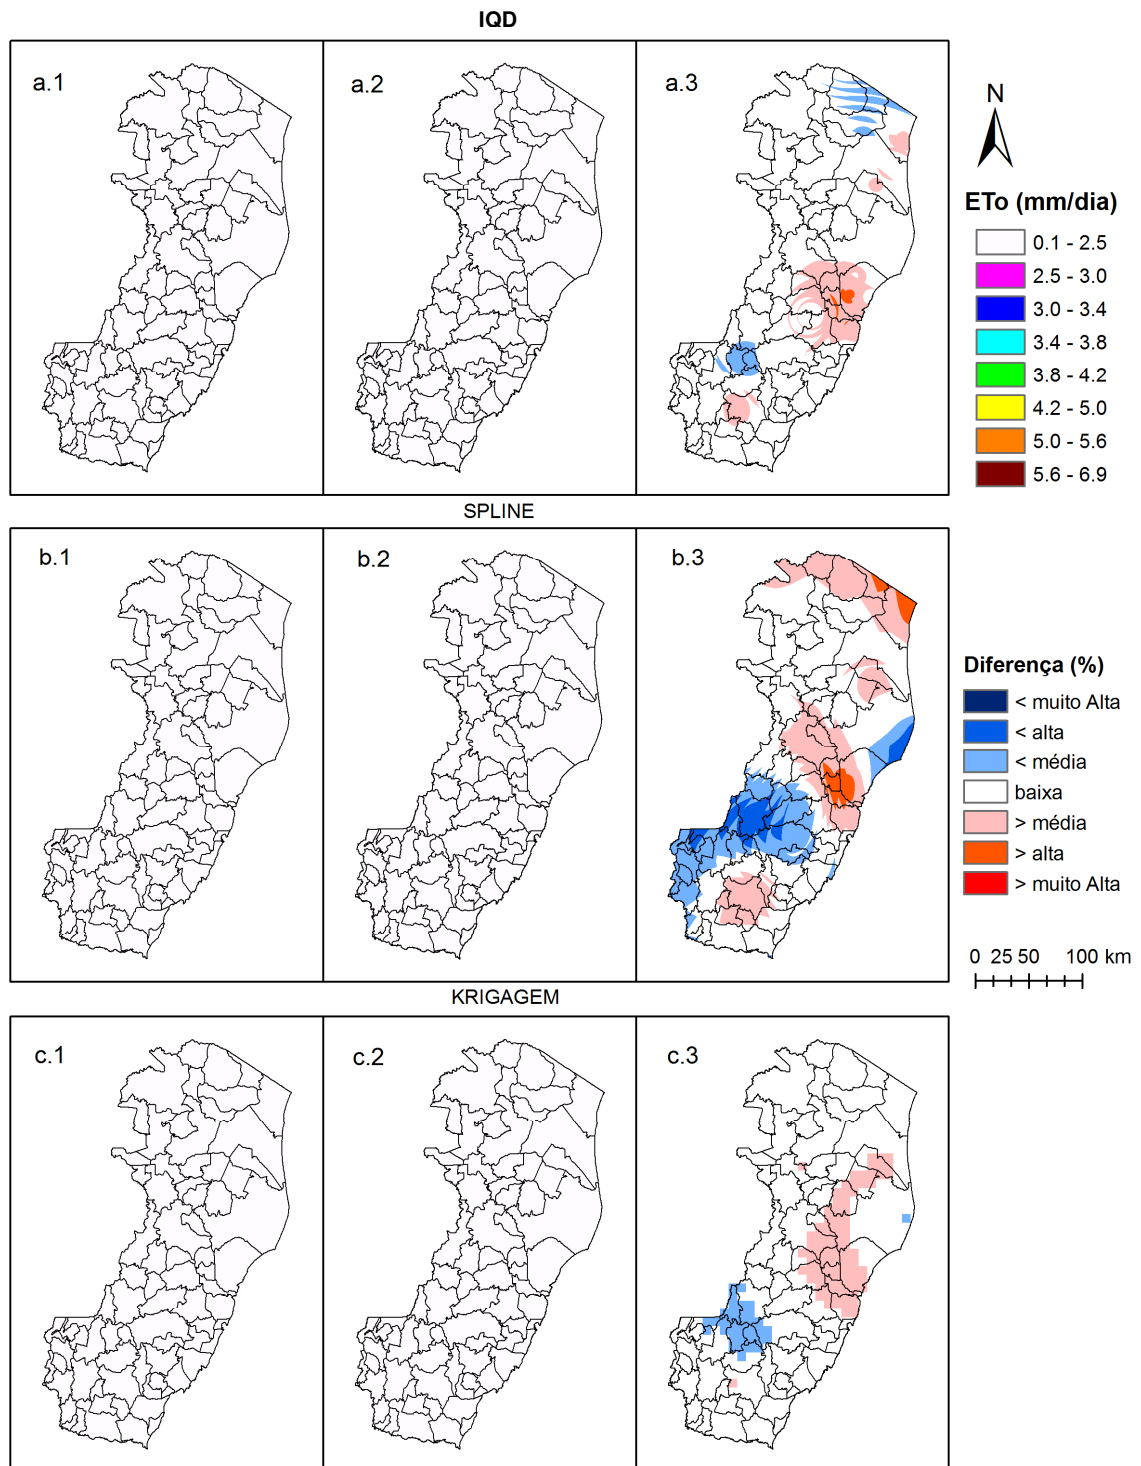 IQD
a.1
a.2
a.3
N
ETo (mm/dia)
0.1 - 2.5
2.5 - 3.0
3.0 - 3.4
3.4 - 3.8
3.8 - 4.2
4.2 - 5.0
5.0 - 5.6
5.6 - 6.9
SPLINE
b.1
b.2
b.3
Diferença (%)
< muito Alta
< alta
< média
baixa
> média
> alta
> muito Alta
0 25 50 100 km
KRIGAGEM
c.1
c.2
c.3